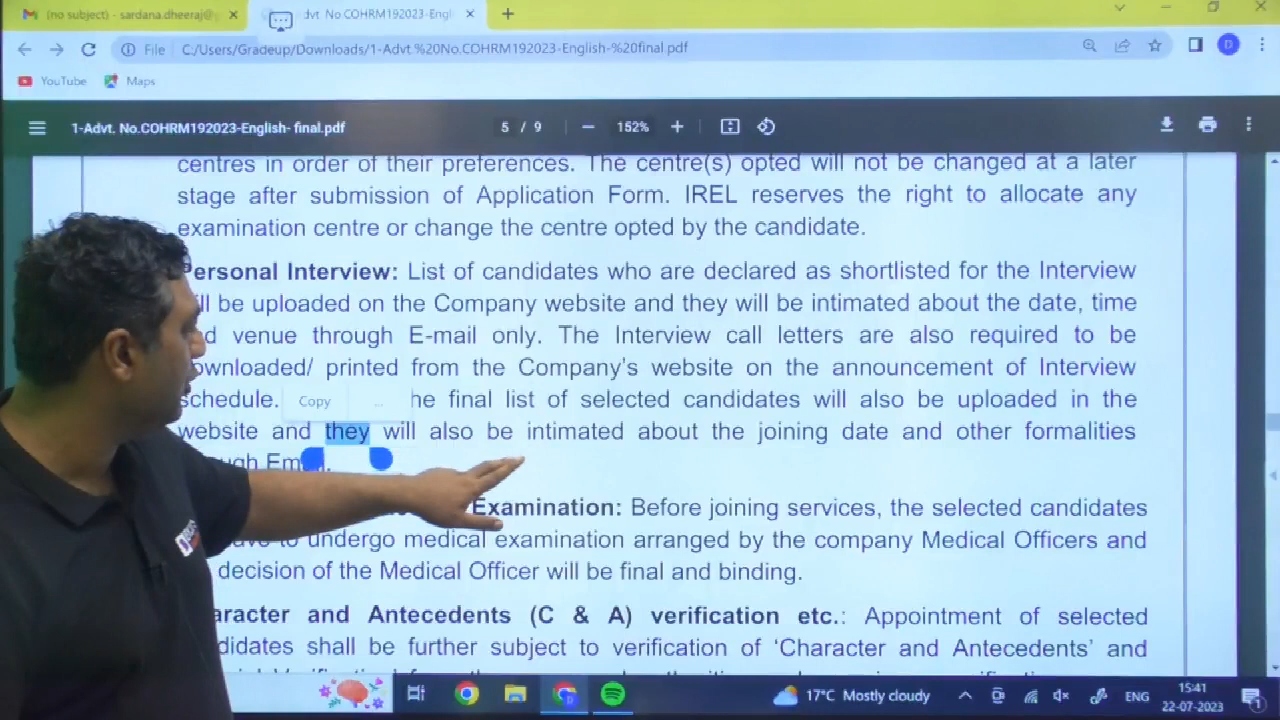 (no subject) - sardana.dheeraj@g
dvt No.COHRM192023-Engl
File C:/Users/Gradeup/Downloads/1-Advt.%20No.COHRM192023-English-%20final.pdf
D
YouTube Maps
1-Advt. No.COHRM192023-English- final.pdf
5 / 9 152%
centres in order of their preferences. The centre(s) opted will not be changed at a later
stage after submission of Application Form. IREL reserves the right to allocate any
examination centre or change the centre opted by the candidate.
Personal Interview: List of candidates who are declared as shortlisted for the Interview
be uploaded on the Company website and they will be intimated about the date, time
venue through E-mail only. The Interview call letters are also required to be
downloaded/ printed from the Company's website on the announcement of Interview
schedule. he final list of selected candidates will also be uploaded in the
Copy ...
website and they will also be intimated about the joining date and other formalities
Examination: Before joining services, the selected candidates
to undergo medical examination arranged by the company Medical Officers and
decision of the Medical Officer will be final and binding.
aracter and Antecedents (C & A) verification etc.: Appointment of selected
didates shall be further subject to verification of 'Character and Antecedents' and
17°C Mostly cloudy
ENG
15:41
22-07-2023
1